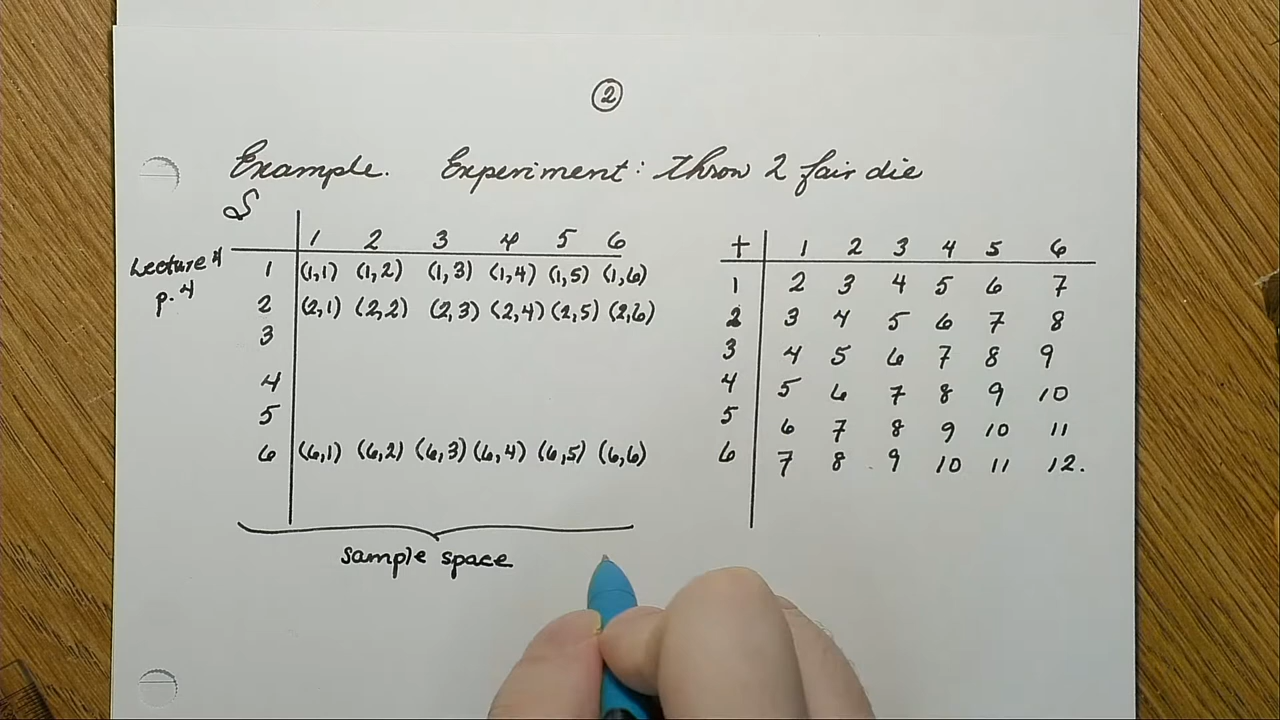 2
Example. Experiment: Throw 2 fair die
S
1 2 3 4 5 6
Lecture 4
p. 4
1 (1,1) (1,2) (1,3) (1,4) (1,5) (1,6)
2 (2,1) (2,2) (2,3) (2,4) (2,5) (2,6)
3
4
5
6 (6,1) (6,2) (6,3) (6,4) (6,5) (6,6)
sample space
+ 1 2 3 4 5 6
1 2 3 4 5 6 7
2 3 4 5 6 7 8
3 4 5 6 7 8 9
4 5 6 7 8 9 10
5 6 7 8 9 10 11
6 7 8 9 10 11 12.